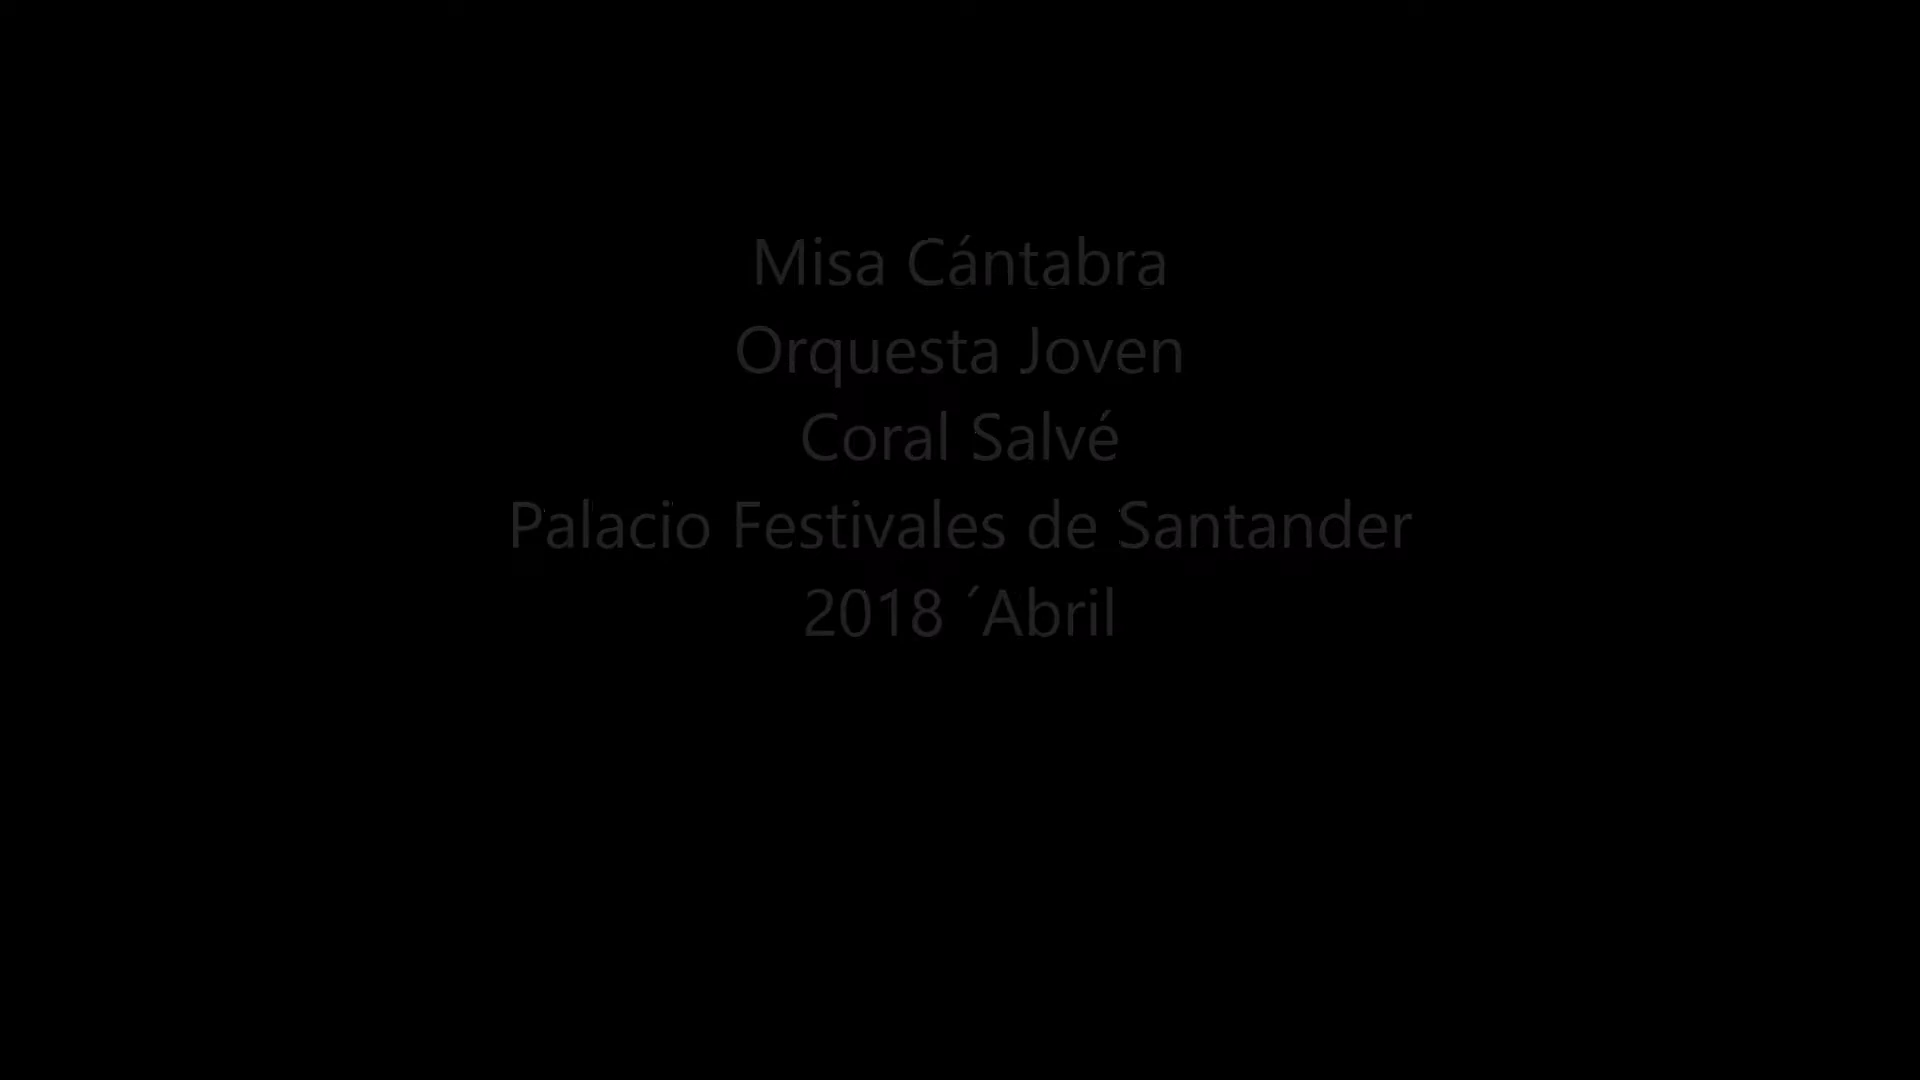 Misa Cántabra
Orquesta Joven
Coral Salvé
Palacio Festivales de Santander
2018 ´Abril